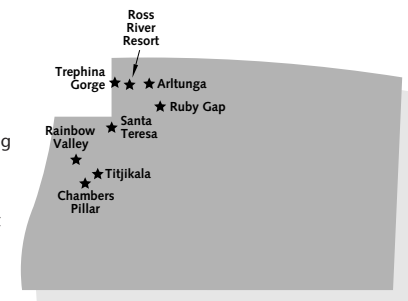 Ross
River
Resort
Trephina
Gorge
Arltunga
Ruby Gap
Santa
Teresa
Rainbow
Valley
Titjikala
Chambers
Pillar
g